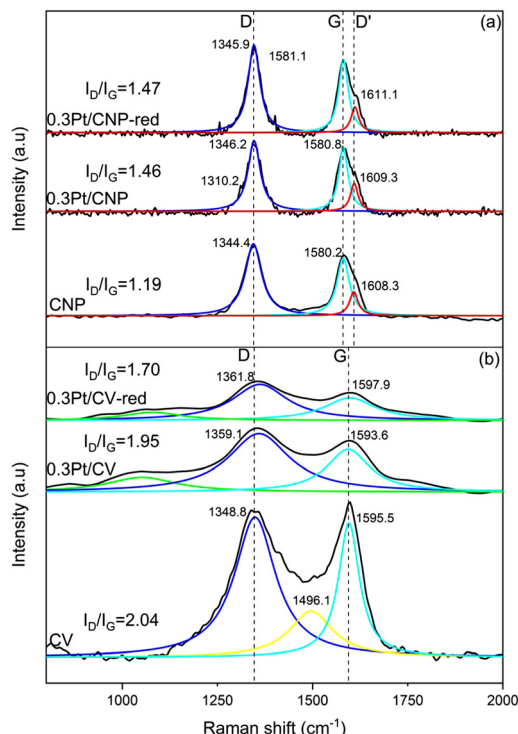 D G D' (a)
1345.9 1581.1
I_D/I_G=1.47
0.3Pt/CNP-red
1611.1
1346.2 1580.8
I_D/I_G=1.46
1310.2
0.3Pt/CNP
1609.3
1344.4
1580.2
I_D/I_G=1.19
CNP
1608.3
Intensity (a.u)
D G (b)
I_D/I_G=1.70
1361.8
0.3Pt/CV-red
1597.9
I_D/I_G=1.95
1359.1
0.3Pt/CV
1593.6
1348.8
1595.5
1496.1
I_D/I_G=2.04
CV
Intensity (a.u)
1000 1250 1500 1750 2000
Raman shift (cm⁻¹)